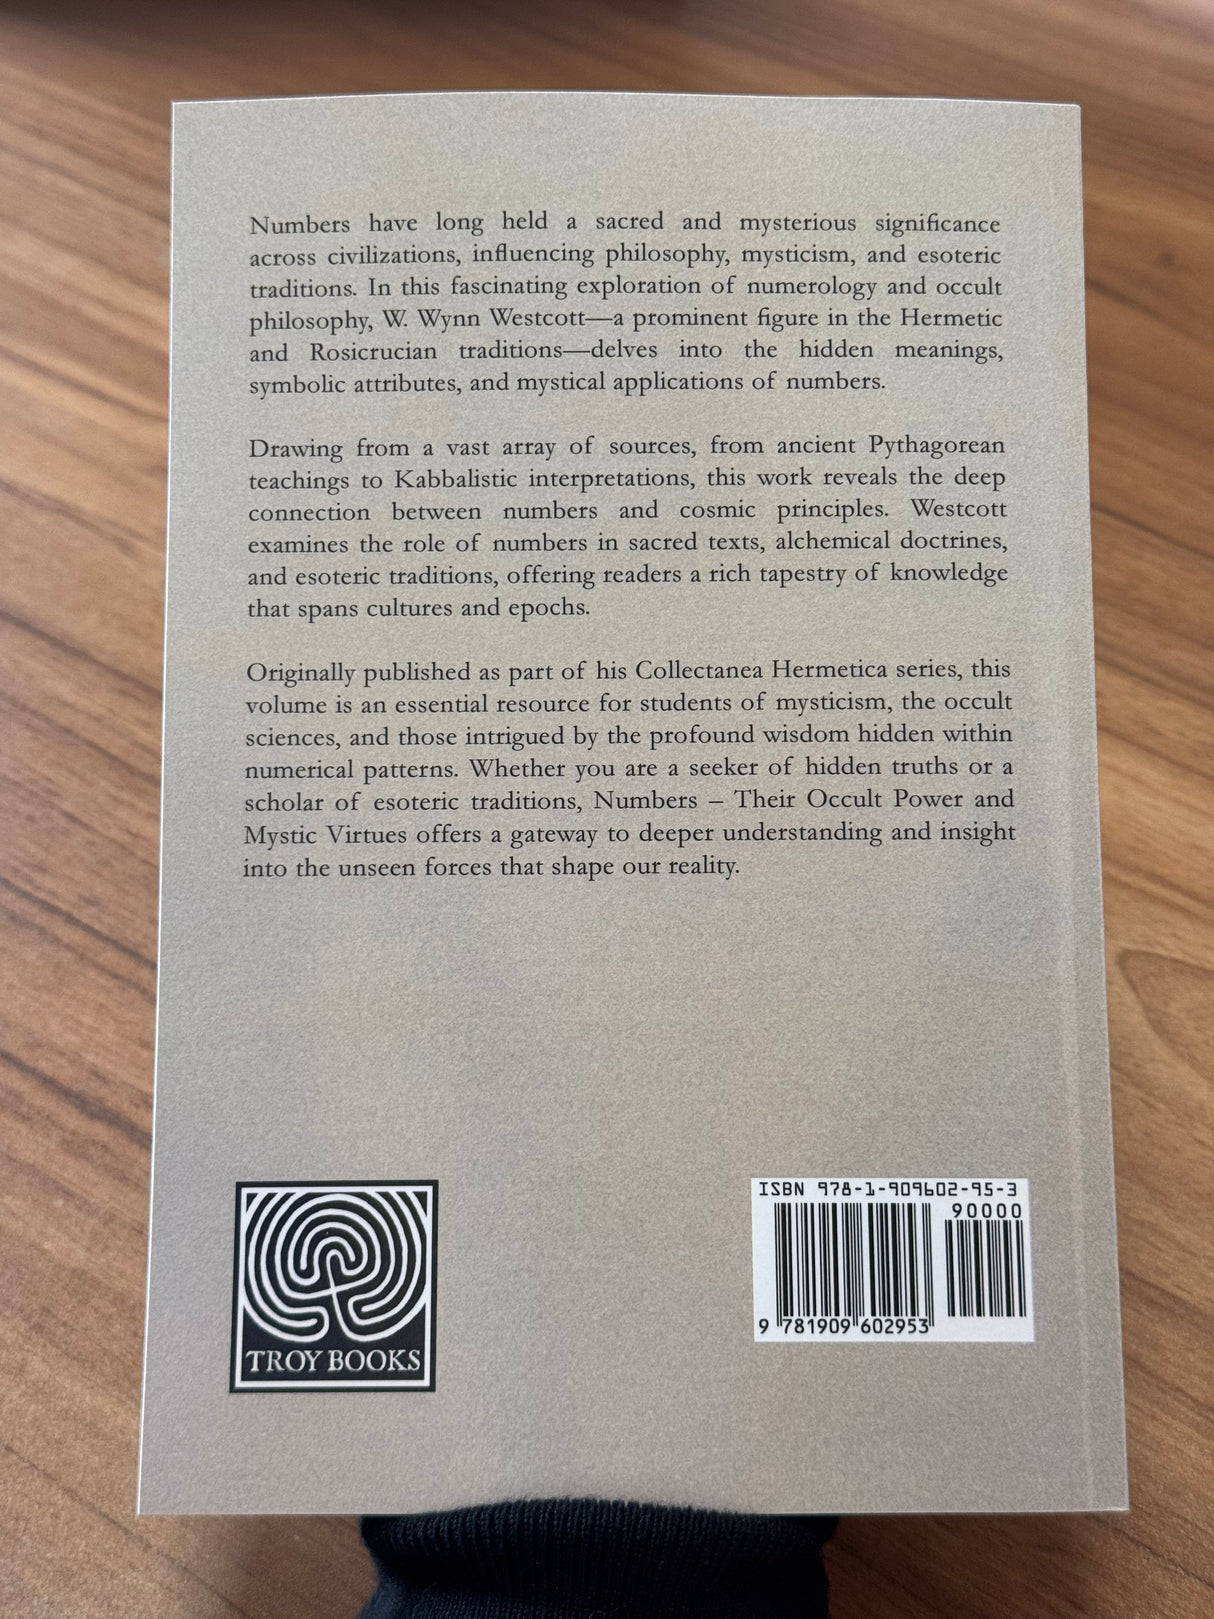 Numbers have long held a sacred and mysterious significance
across civilizations, influencing philosophy, mysticism, and esoteric
traditions. In this fascinating exploration of numerology and occult
philosophy, W. Wynn Westcott—a prominent figure in the Hermetic
and Rosicrucian traditions—delves into the hidden meanings,
symbolic attributes, and mystical applications of numbers.
Drawing from a vast array of sources, from ancient Pythagorean
teachings to Kabbalistic interpretations, this work reveals the deep
connection between numbers and cosmic principles. Westcott
examines the role of numbers in sacred texts, alchemical doctrines,
and esoteric traditions, offering readers a rich tapestry of knowledge
that spans cultures and epochs.
Originally published as part of his Collectanea Hermetica series, this
volume is an essential resource for students of mysticism, the occult
sciences, and those intrigued by the profound wisdom hidden within
numerical patterns. Whether you are a seeker of hidden truths or a
scholar of esoteric traditions, Numbers – Their Occult Power and
Mystic Virtues offers a gateway to deeper understanding and insight
into the unseen forces that shape our reality.
TROY BOOKS
ISBN 978-1-909602-95-3
90000
9 781909 602953